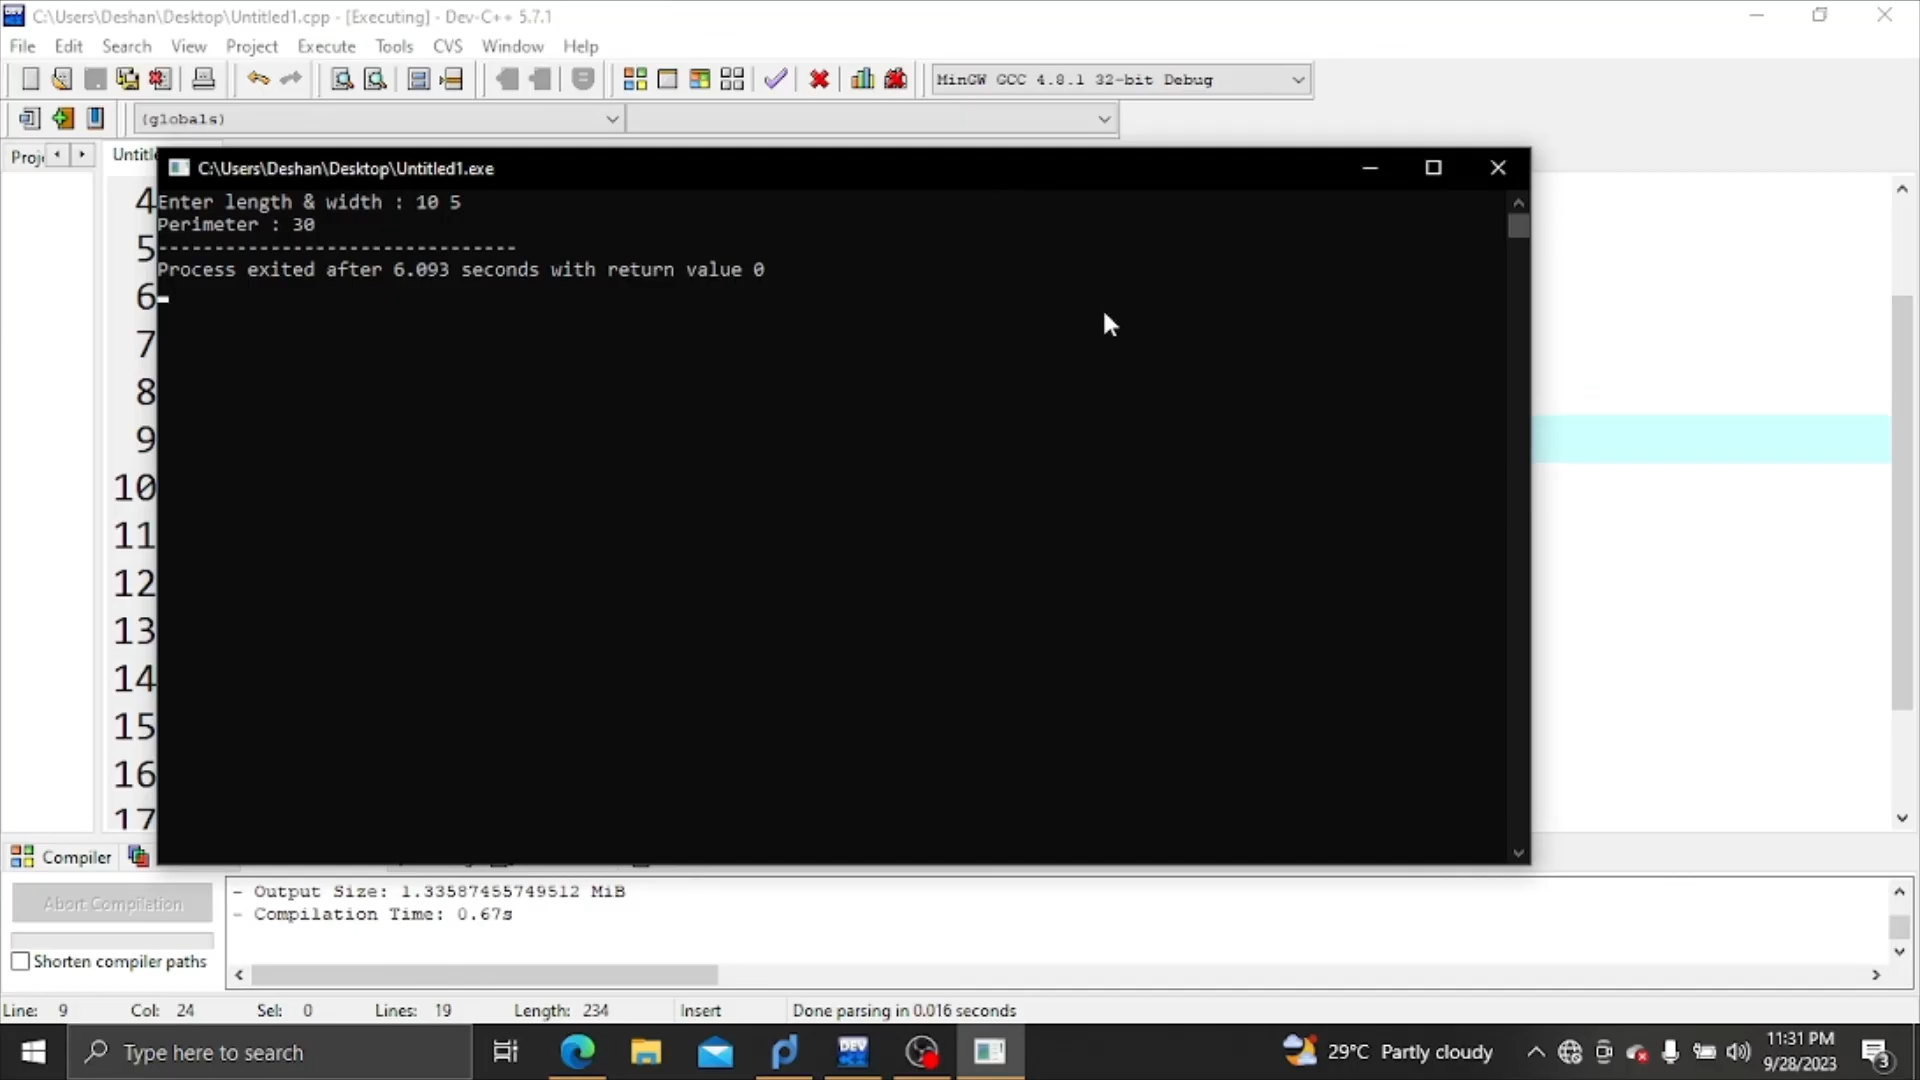 C:\Users\Deshan\Desktop\Untitled1.cpp - [Executing] - Dev-C++ 5.7.1
File Edit Search View Project Execute Tools CVS Window Help
MinGW GCC 4.8.1 32-bit Debug
(globals)
C:\Users\Deshan\Desktop\Untitled1.exe
Enter length & width : 10 5
Perimeter : 30
--------------------------------
Process exited after 6.093 seconds with return value 0
4
5
6
7
8
9
10
11
12
13
14
15
16
17
Compiler
Abort Compilation
Shorten compiler paths
- Output Size: 1.33587455749512 MiB
- Compilation Time: 0.67s
Line: 9 Col: 24 Sel: 0 Lines: 19 Length: 234 Insert Done parsing in 0.016 seconds
Type here to search
DEV
29°C Partly cloudy
11:31 PM
9/28/2023
3